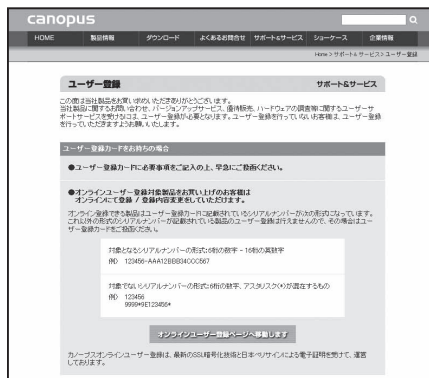 canopus
HOME 製品情報 ダウンロード よくあるお問合せ サポート&サービス ショーケース 企業情報
Home > サポート&サービス > ユーザー登録
ユーザー登録 サポート&サービス
この度は当社製品をお買い求めいただきありがとうございます。
当社製品に関するお問い合わせ、バージョンアップサービス、優待販売、ハードウェアの調査等に関するユーザーサ
ポートサービスを受けるには、ユーザー登録が必要となります。ユーザー登録を行っていないお客様は、ユーザー登録
を行っていただきますようお願いいたします。
ユーザー登録カードをお持ちの場合
●ユーザー登録カードに必要事項をご記入の上、早急にご投函ください。
●オンラインユーザー登録対象製品をお買い上げのお客様は
オンラインにて登録 / 登録内容変更をしていただけます。
オンライン登録できる製品はユーザー登録カードに記載されているシリアルナンバーが次の形式になっています。
これ以外の形式のシリアルナンバーが記載されている製品のユーザー登録は行えませんので、その場合はユー
ザー登録カードをご投函ください。
対象となるシリアルナンバーの形式:6桁の数字 - 16桁の英数字
例) 123456-AAA12BBB34CCC567
対象でないシリアルナンバーの形式:6桁の数字、アスタリスク(*)が混在するもの
例) 123456
9999*9E123456*
オンラインユーザー登録ページへ移動します
カノープスオンラインユーザー登録は、最新のSSL暗号化技術と日本ベリサインによる電子証明を受けて、運営
しております。